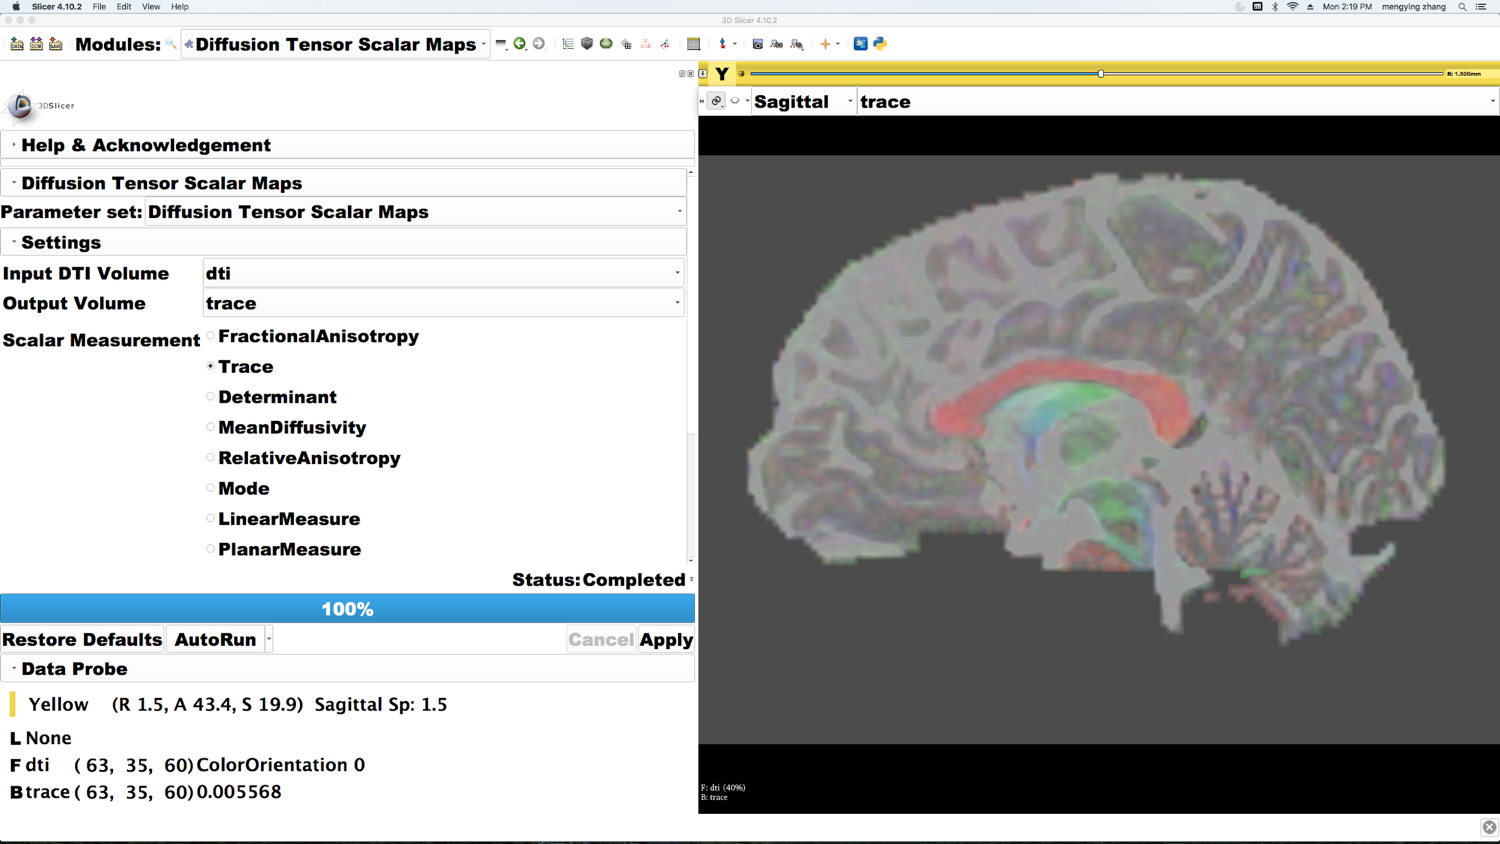 Slicer 4.10.2 File Edit View Help Mon 2:19 PM mengying zhang
3D Slicer 4.10.2
DATA DCM SAVE Modules: Diffusion Tensor Scalar Maps
Y R: 1.500mm
Sagittal trace
3DSlicer
Help & Acknowledgement
Diffusion Tensor Scalar Maps
Parameter set: Diffusion Tensor Scalar Maps
Settings
Input DTI Volume dti
Output Volume trace
Scalar Measurement FractionalAnisotropy
Trace
Determinant
MeanDiffusivity
RelativeAnisotropy
Mode
LinearMeasure
PlanarMeasure
Status:Completed
100%
Restore Defaults AutoRun Cancel Apply
Data Probe
Yellow (R 1.5, A 43.4, S 19.9) Sagittal Sp: 1.5
L None
F dti ( 63, 35, 60) ColorOrientation 0
B trace ( 63, 35, 60) 0.005568
F: dti (40%)
B: trace